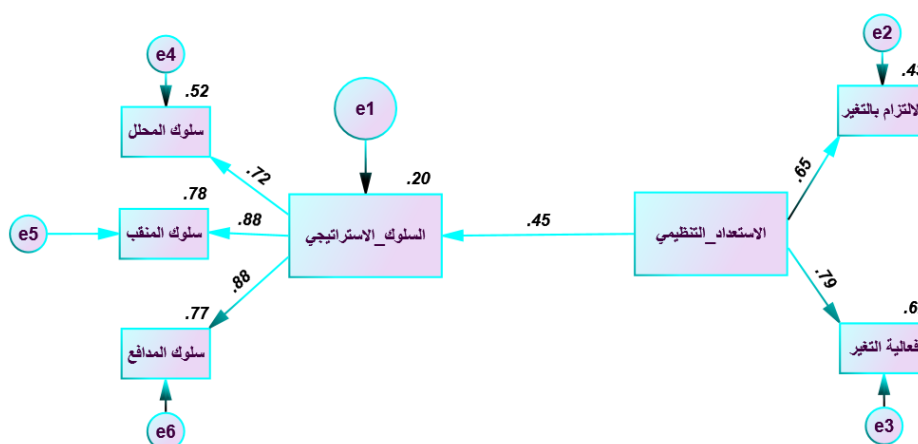 e4
.52
سلوك المحلل
.72
e1
.20
السلوك_الاستراتيجي
.78
.88
e5
سلوك المنقب
.88
.77
سلوك المدافع
e6
.45
الاستعداد_التنظيمي
e2
.65
بالتغير
.79
فعالية التغير
e3